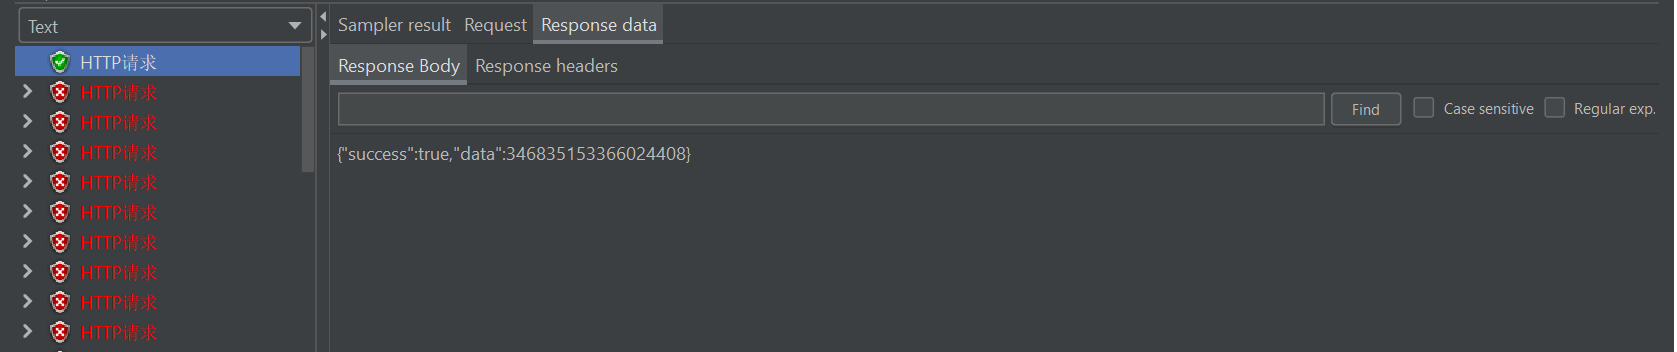 Text
Sampler result Request Response data
HTTP请求
Response Body Response headers
HTTP请求
Find Case sensitive Regular exp.
HTTP请求
HTTP请求
{"success":true,"data":346835153366024408}
HTTP请求
HTTP请求
HTTP请求
HTTP请求
HTTP请求
HTTP请求